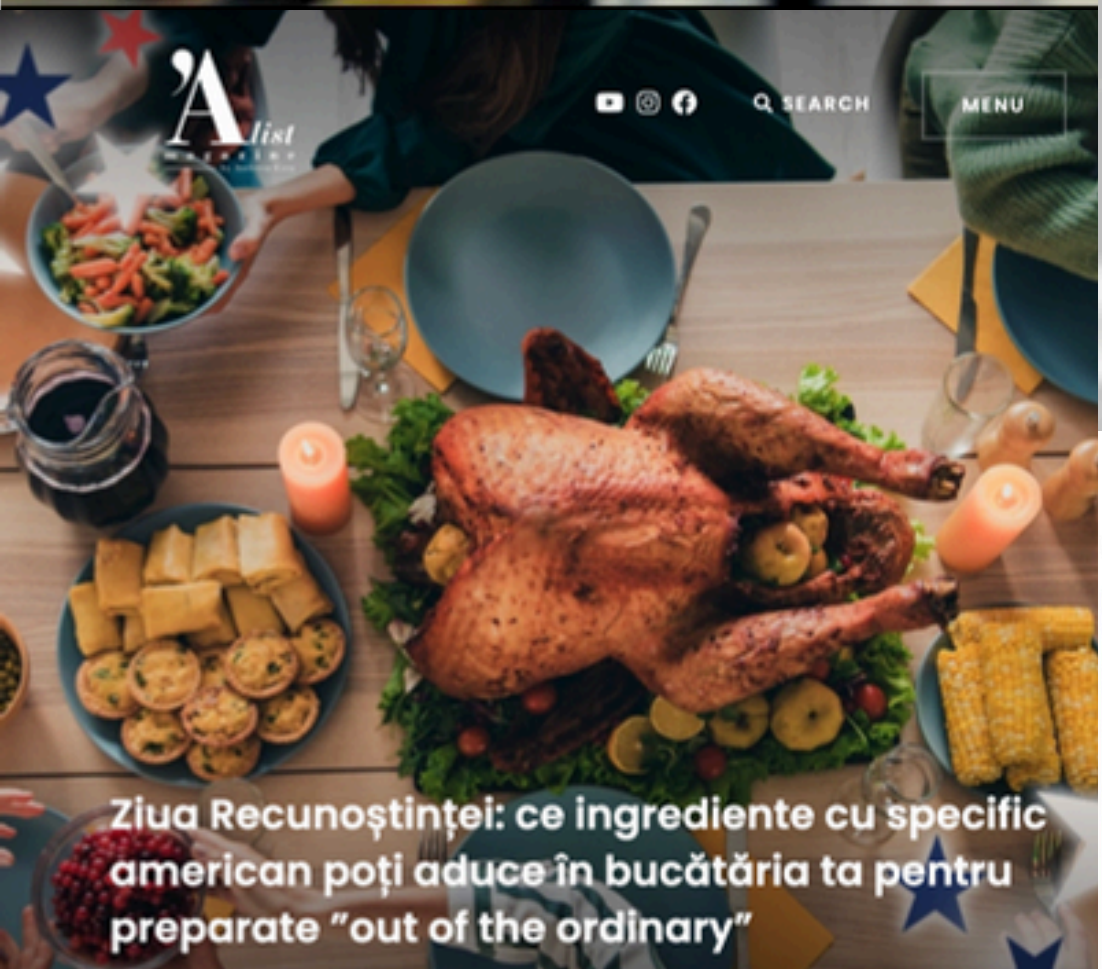 'A list
Magazine
SEARCH
MENU
Ziua Recunoștinței: ce ingrediente cu specific
american poți aduce în bucătăria ta pentru
preparate ”out of the ordinary”